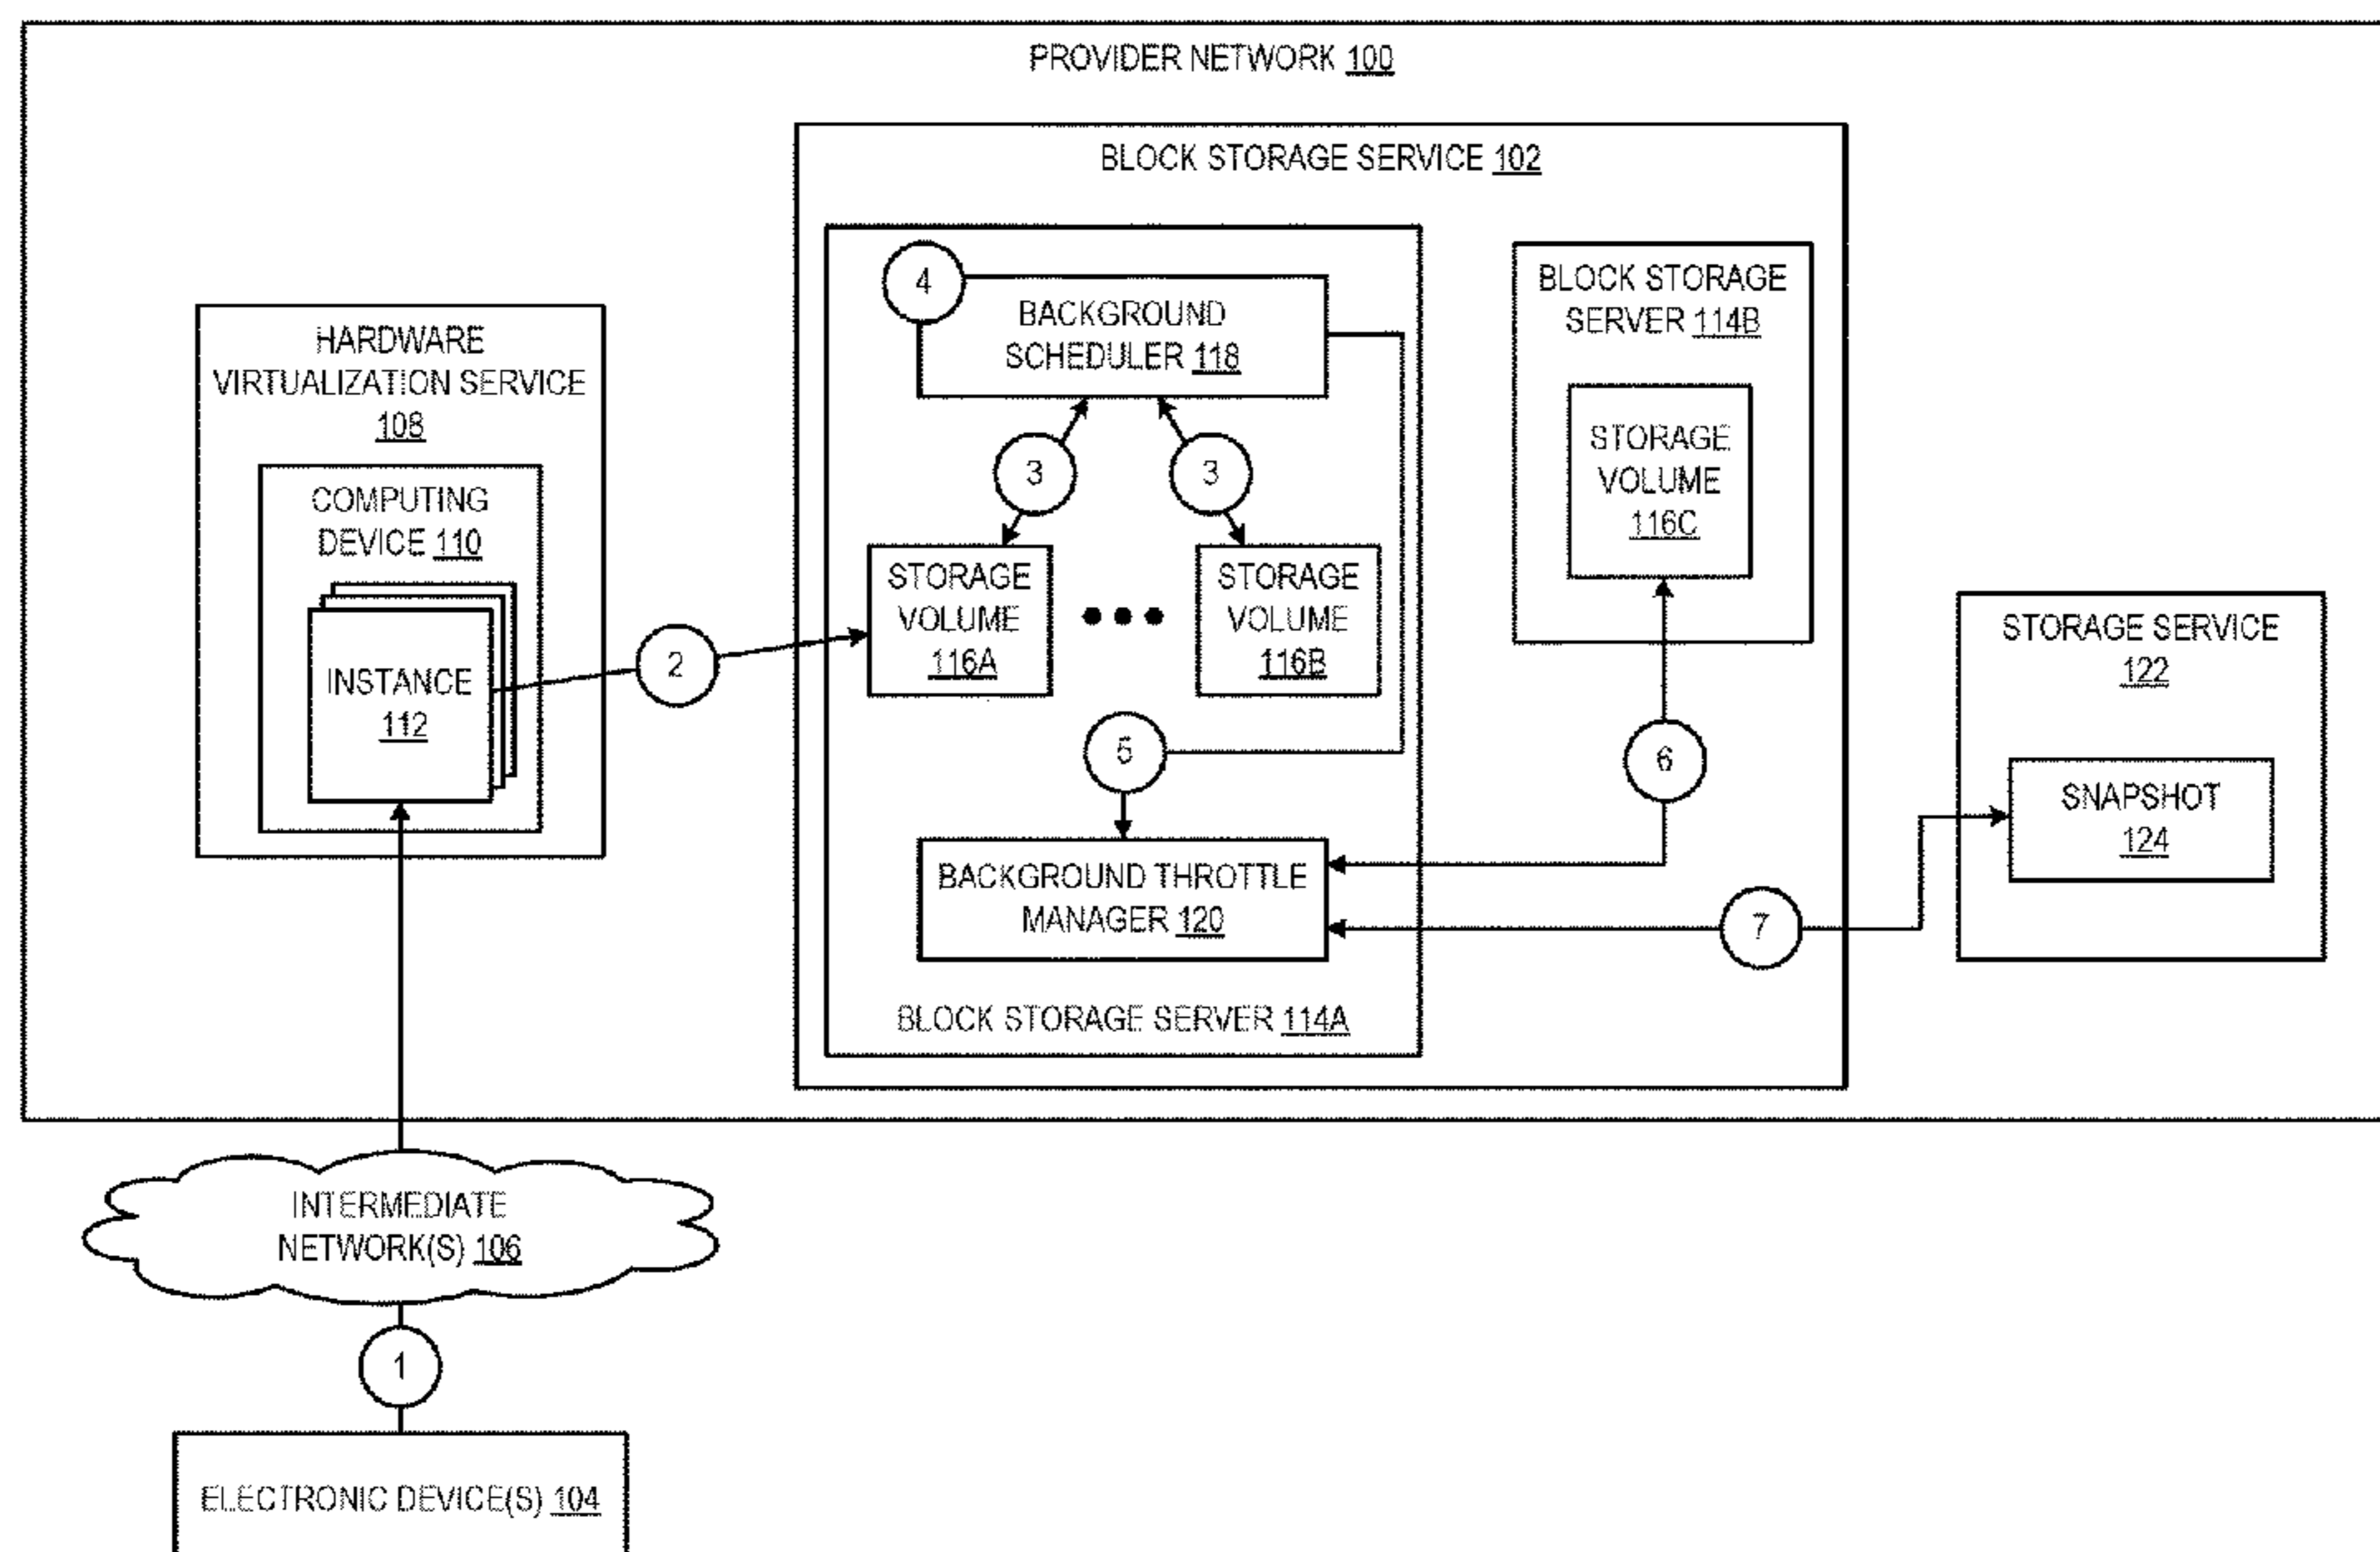 PROVIDER NETWORK 100
BLOCK STORAGE SERVICE 102
HARDWARE
VIRTUALIZATION SERVICE
108
COMPUTING
DEVICE 110
INSTANCE
112
2
4
BACKGROUND
SCHEDULER 118
3
3
STORAGE
VOLUME
116A
STORAGE
VOLUME
116B
5
BACKGROUND THROTTLE
MANAGER 120
BLOCK STORAGE SERVER 114A
BLOCK STORAGE
SERVER 114B
STORAGE
VOLUME
116C
6
7
STORAGE SERVICE
122
SNAPSHOT
124
INTERMEDIATE
NETWORK(S) 106
1
ELECTRONIC DEVICE(S) 104